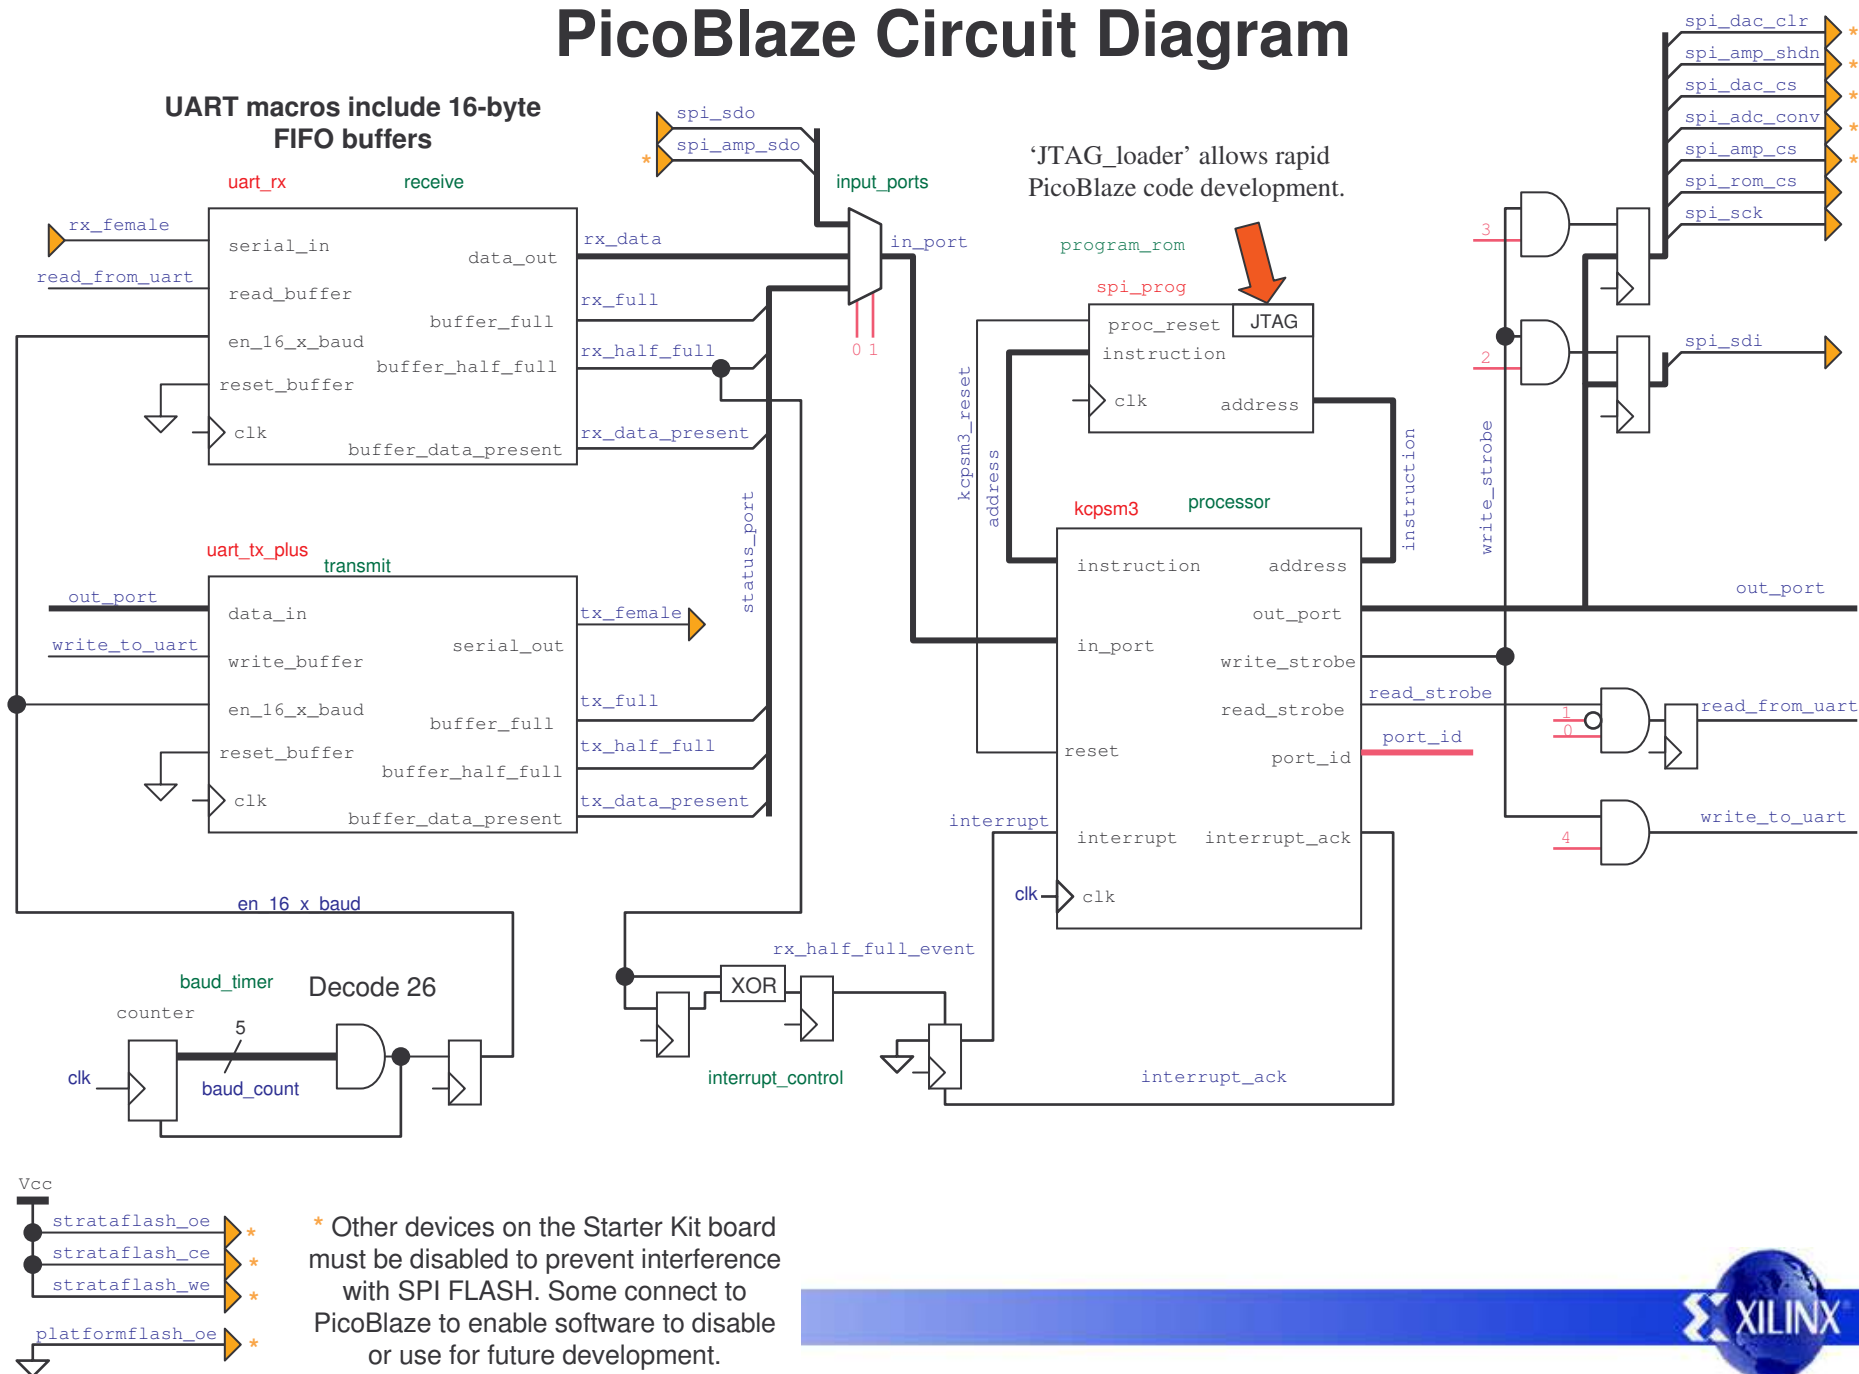 PicoBlaze Circuit Diagram
UART macros include 16-byte
FIFO buffers
uart_rx
receive
rx_female
serial_in
read_from_uart
read_buffer
en_16_x_baud
reset_buffer
clk
data_out
buffer_full
buffer_half_full
buffer_data_present
rx_data
rx_full
rx_half_full
rx_data_present
spi_sdo
spi_amp_sdo
*
input_ports
in_port
0 1
status_port
uart_tx_plus
transmit
out_port
data_in
write_to_uart
write_buffer
en_16_x_baud
reset_buffer
clk
serial_out
buffer_full
buffer_half_full
buffer_data_present
tx_female
tx_full
tx_half_full
tx_data_present
en_16_x_baud
baud_timer
Decode 26
counter
5
clk
baud_count
‘JTAG_loader’ allows rapid
PicoBlaze code development.
program_rom
spi_prog
proc_reset
JTAG
instruction
clk
address
kcpsm3_reset
address
instruction
kcpsm3
processor
instruction
address
out_port
in_port
write_strobe
read_strobe
reset
port_id
interrupt
interrupt_ack
clk
clk
interrupt
read_strobe
port_id
rx_half_full_event
XOR
interrupt_control
interrupt_ack
spi_dac_clr
*
spi_amp_shdn
*
spi_dac_cs
*
spi_adc_conv
*
spi_amp_cs
*
spi_rom_cs
spi_sck
3
2
spi_sdi
write_strobe
out_port
1
0
read_from_uart
4
write_to_uart
Vcc
strataflash_oe
*
strataflash_ce
*
strataflash_we
*
platformflash_oe
*
* Other devices on the Starter Kit board
must be disabled to prevent interference
with SPI FLASH. Some connect to
PicoBlaze to enable software to disable
or use for future development.
XILINX